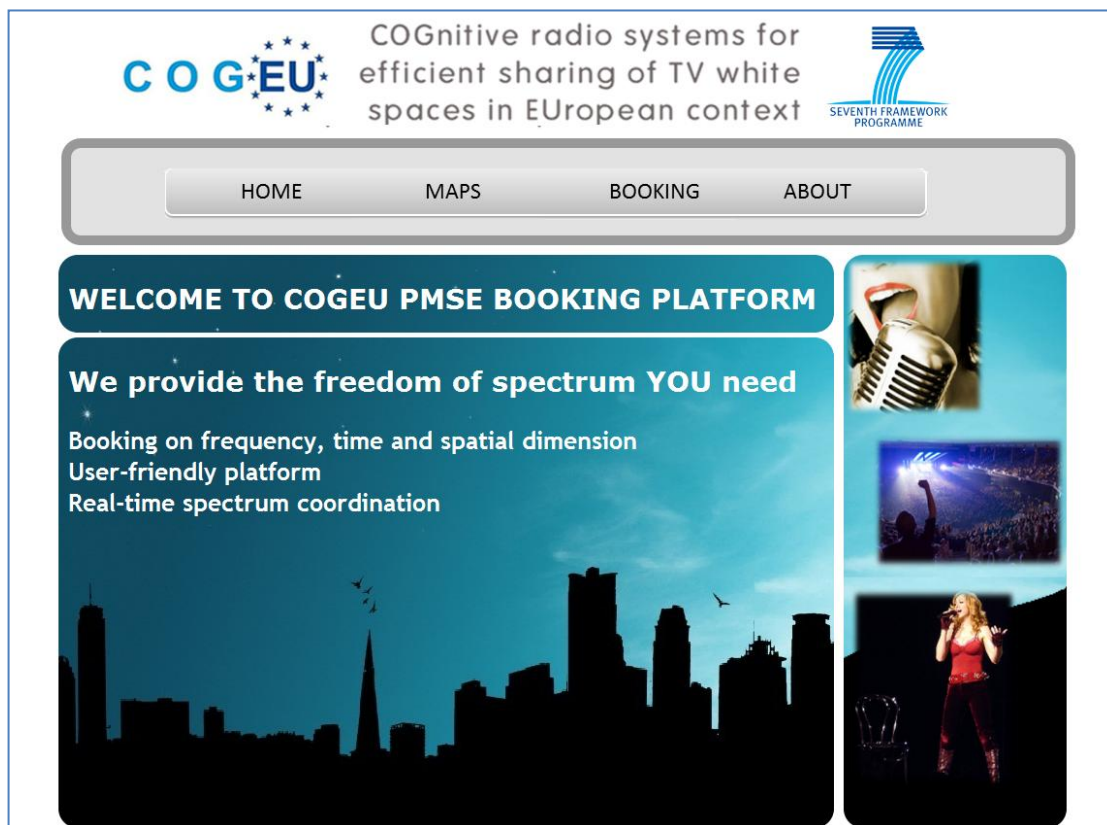 COGEU
COGnitive radio systems for
efficient sharing of TV white
spaces in EUropean context
SEVENTH FRAMEWORK
PROGRAMME
HOME MAPS BOOKING ABOUT
WELCOME TO COGEU PMSE BOOKING PLATFORM
We provide the freedom of spectrum YOU need
Booking on frequency, time and spatial dimension
User-friendly platform
Real-time spectrum coordination